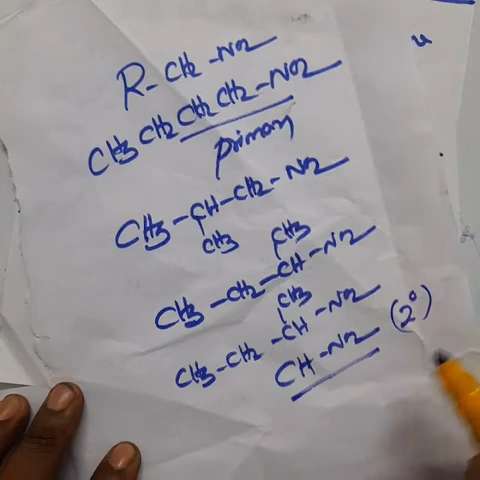 R-CH2-NO2
CH3 CH2 CH2 CH2-NO2
primary
CH3-CH-CH2-NO2
CH3
CH3
CH3-CH2-CH-NO2
CH3
CH3-CH2-CH-NO2 (2°)
CH-NO2